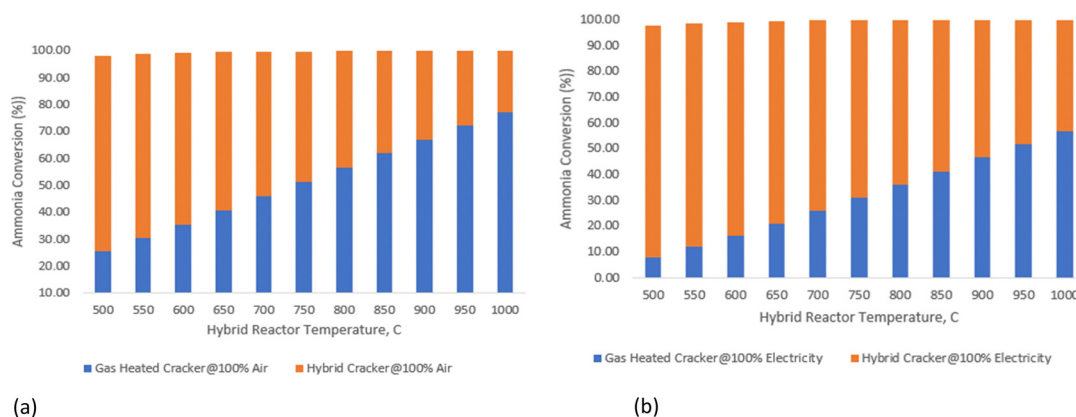 100.00
90.00
80.00
70.00
60.00
50.00
40.00
30.00
20.00
10.00
Ammonia Conversion (%))
500 550 600 650 700 750 800 850 900 950 1000
Hybrid Reactor Temperature, C
Gas Heated Cracker@100% Air Hybrid Cracker@100% Air
(a)
100.00
90.00
80.00
70.00
60.00
50.00
40.00
30.00
20.00
10.00
0.00
Ammonia Conversion (%))
500 550 600 650 700 750 800 850 900 950 1000
Hybrid Reactor Temperature, C
Gas Heated Cracker@100% Electricity Hybrid Cracker@100% Electricity
(b)